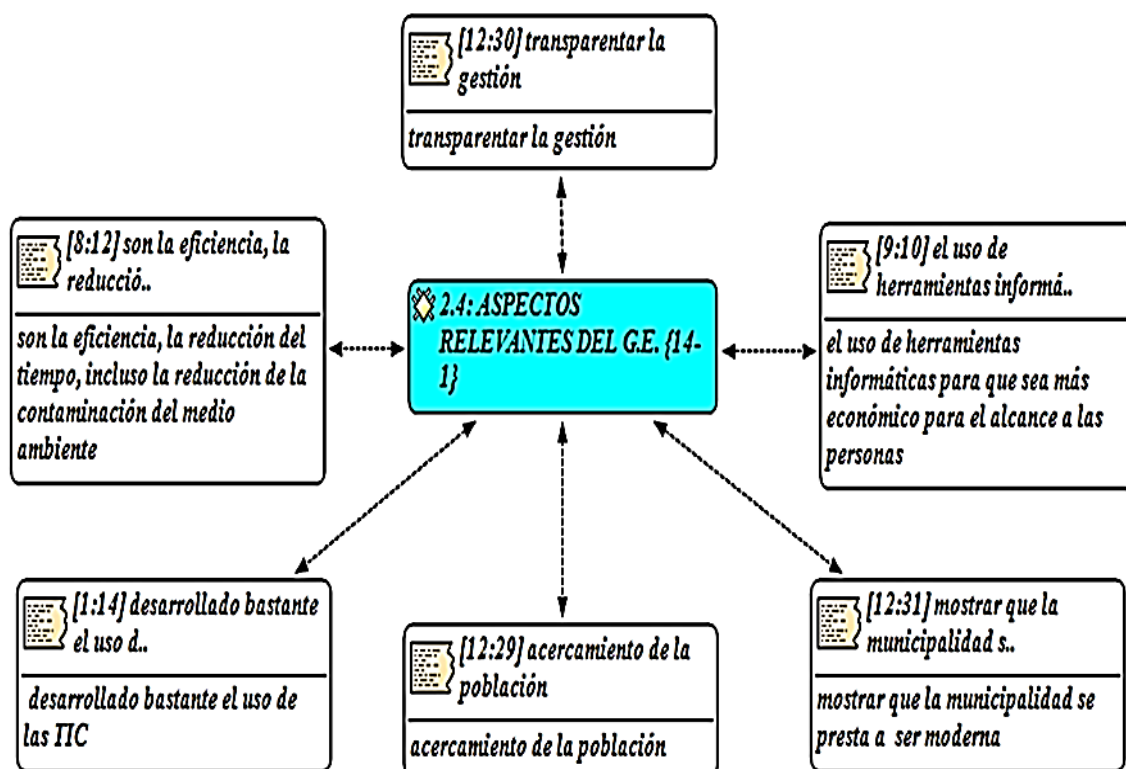 [12:30] transparentar la
gestión
transparentar la gestión
[8:12] son la eficiencia, la
reducció..
son la eficiencia, la reducción del
tiempo, incluso la reducción de la
contaminación del medio
ambiente
2.4: ASPECTOS
RELEVANTES DEL G.E. {14-
1}
[9:10] el uso de
herramientas informá..
el uso de herramientas
informáticas para que sea más
económico para el alcance a las
personas
[1:14] desarrollado bastante
el uso d..
desarrollado bastante el uso de
las TIC
[12:29] acercamiento de la
población
acercamiento de la población
[12:31] mostrar que la
municipalidad s..
mostrar que la municipalidad se
presta a ser moderna